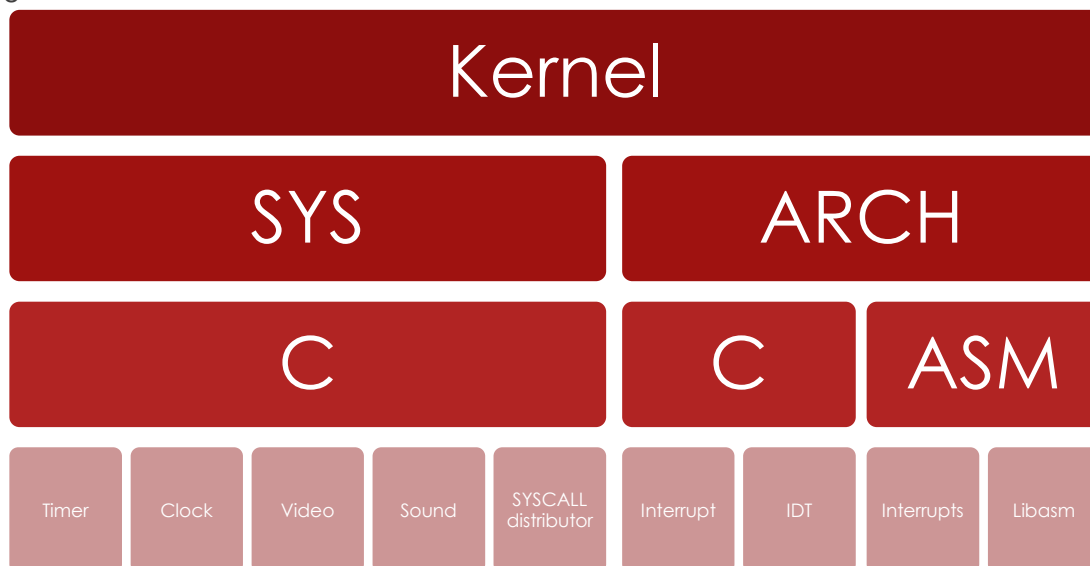 Kernel
SYS
ARCH
C
C
ASM
Timer
Clock
Video
Sound
SYSCALL
distributor
Interrupt
IDT
Interrupts
Libasm